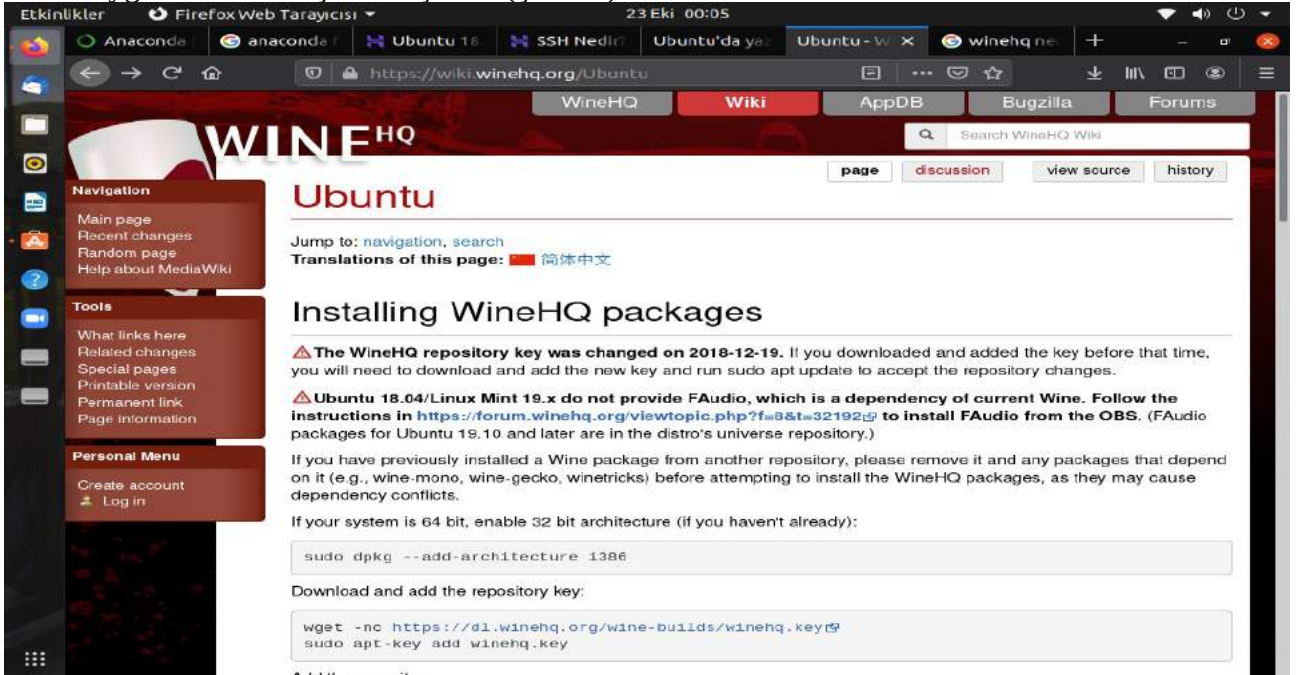 Etkinlikler Firefox Web Tarayıcısı 23 Eki 00:05
Anaconda anaconda Ubuntu 18 SSH Nedir? Ubuntu'da ya Ubuntu - W winehq ne
https://wiki.winehq.org/Ubuntu
WineHQ Wiki AppDB Bugzilla Forums
WINEHQ
Search WineHQ Wiki
page discussion view source history
Navigation
Main page
Recent changes
Random page
Help about MediaWiki
Tools
What links here
Related changes
Special pages
Printable version
Permanent link
Page information
Personal Menu
Create account
Log in
Ubuntu
Jump to: navigation, search
Translations of this page: 简体中文
Installing WineHQ packages
The WineHQ repository key was changed on 2018-12-19. If you downloaded and added the key before that time,
you will need to download and add the new key and run sudo apt update to accept the repository changes.
Ubuntu 18.04/Linux Mint 19.x do not provide FAudio, which is a dependency of current Wine. Follow the
instructions in https://forum.winehq.org/viewtopic.php?f=8&t=32192 to install FAudio from the OBS. (FAudio
packages for Ubuntu 19.10 and later are in the distro's universe repository.)
If you have previously installed a Wine package from another repository, please remove it and any packages that depend
on it (e.g., wine-mono, wine-gecko, winetricks) before attempting to install the WineHQ packages, as they may cause
dependency conflicts.
If your system is 64 bit, enable 32 bit architecture (if you haven't already):
sudo dpkg --add-architecture i386
Download and add the repository key:
wget -nc https://dl.winehq.org/wine-builds/winehq.key
sudo apt-key add winehq.key